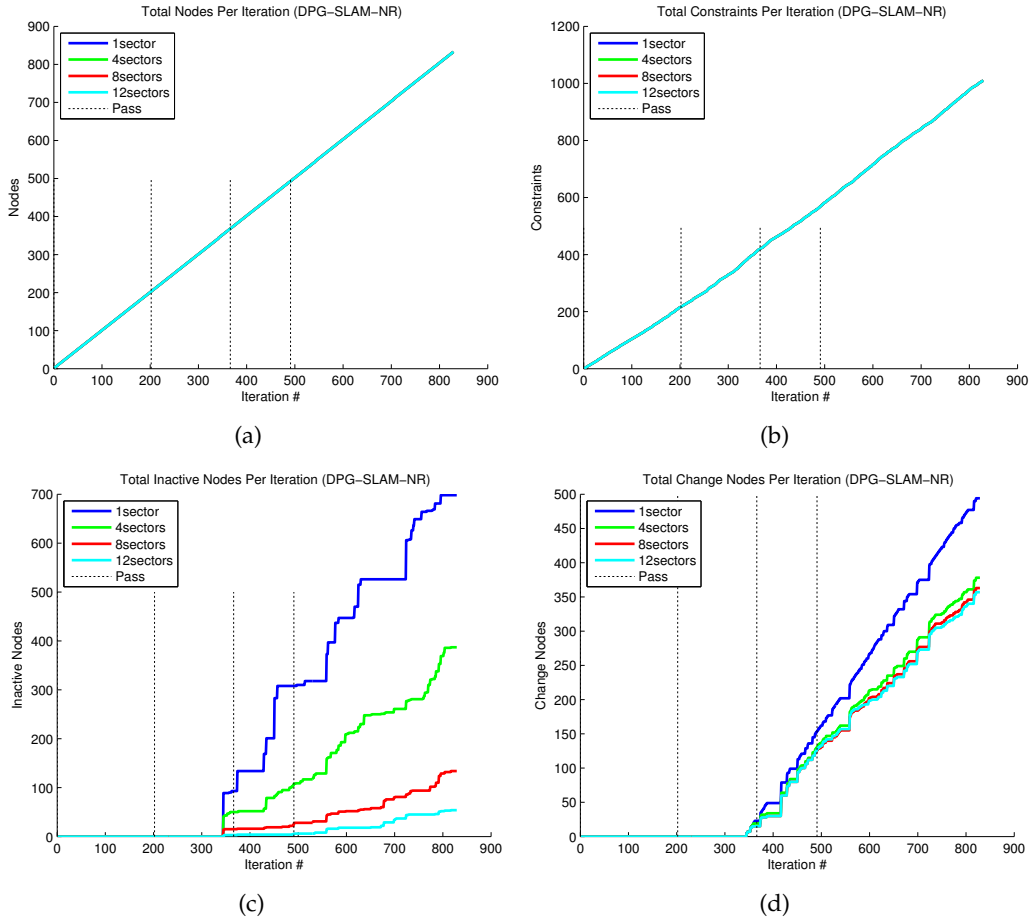 Total Nodes Per Iteration (DPG−SLAM−NR)
900
800
700
600
500
400
300
200
100
0
Nodes
1sector
4sectors
8sectors
12sectors
Pass
0 100 200 300 400 500 600 700 800 900
Iteration #
(a)
Total Constraints Per Iteration (DPG−SLAM−NR)
1200
1000
800
600
400
200
0
Constraints
1sector
4sectors
8sectors
12sectors
Pass
0 100 200 300 400 500 600 700 800 900
Iteration #
(b)
Total Inactive Nodes Per Iteration (DPG−SLAM−NR)
700
600
500
400
300
200
100
0
Inactive Nodes
1sector
4sectors
8sectors
12sectors
Pass
0 100 200 300 400 500 600 700 800 900
Iteration #
(c)
Total Change Nodes Per Iteration (DPG−SLAM−NR)
500
450
400
350
300
250
200
150
100
50
0
Change Nodes
1sector
4sectors
8sectors
12sectors
Pass
0 100 200 300 400 500 600 700 800 900
Iteration #
(d)